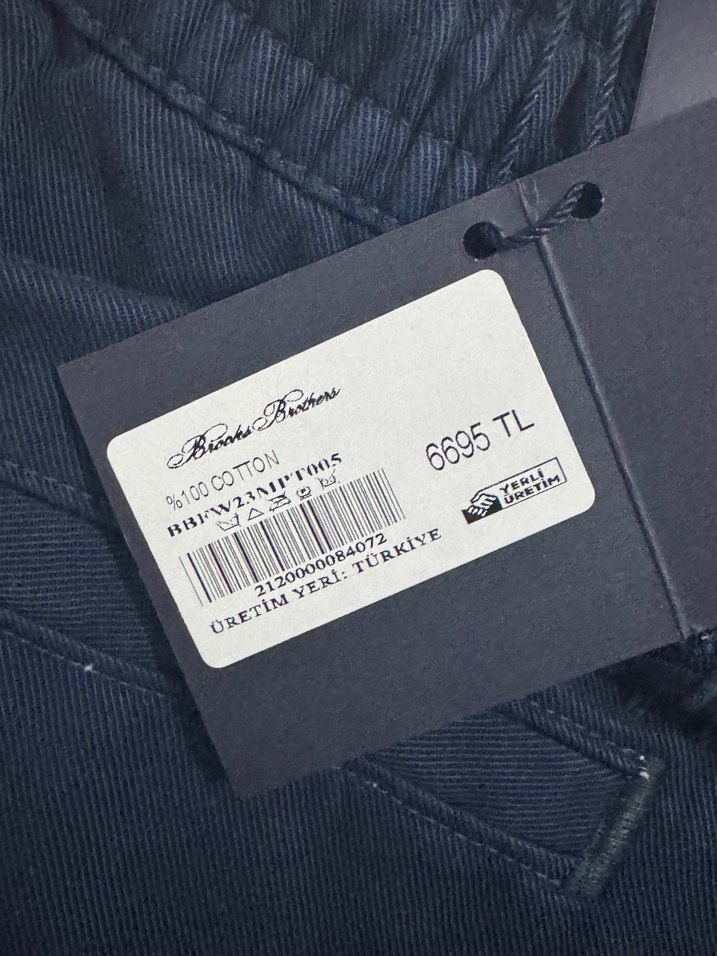 Brooks Brothers
%100 COTTON
BBFW23MPT005
6695 TL
YERLİ
ÜRETİM
2120000084072
ÜRETİM YERİ: TÜRKİYE